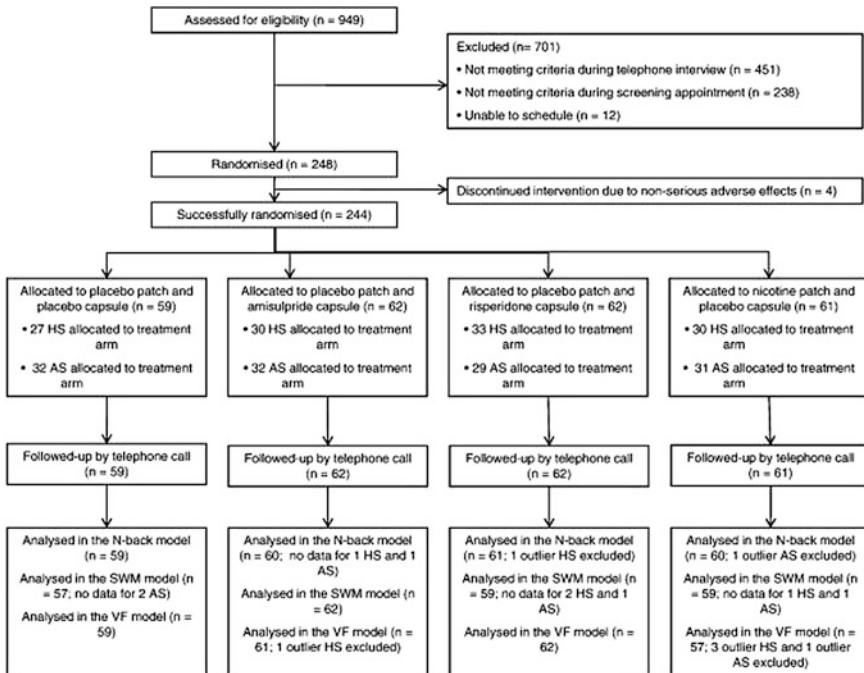 Assessed for eligibility (n = 949)
Excluded (n= 701)
• Not meeting criteria during telephone interview (n = 451)
• Not meeting criteria during screening appointment (n = 238)
• Unable to schedule (n = 12)
Randomised (n = 248)
Discontinued intervention due to non-serious adverse effects (n = 4)
Successfully randomised (n = 244)
Allocated to placebo patch and
placebo capsule (n = 59)
• 27 HS allocated to treatment
arm
• 32 AS allocated to treatment
arm
Allocated to placebo patch and
amisulpride capsule (n = 62)
• 30 HS allocated to treatment
arm
• 32 AS allocated to treatment
arm
Allocated to placebo patch and
risperidone capsule (n = 62)
• 33 HS allocated to treatment
arm
• 29 AS allocated to treatment
arm
Allocated to nicotine patch and
placebo capsule (n = 61)
• 30 HS allocated to treatment
arm
• 31 AS allocated to treatment
arm
Followed-up by telephone call
(n = 59)
Followed-up by telephone call
(n = 62)
Followed-up by telephone call
(n = 62)
Followed-up by telephone call
(n = 61)
Analysed in the N-back model
(n = 59)
Analysed in the SWM model (n
= 57; no data for 2 AS)
Analysed in the VF model (n =
59)
Analysed in the N-back model
(n = 60; no data for 1 HS and 1
AS)
Analysed in the SWM model (n
= 62)
Analysed in the VF model (n =
61; 1 outlier HS excluded)
Analysed in the N-back model
(n = 61; 1 outlier HS excluded)
Analysed in the SWM model (n
= 59; no data for 2 HS and 1
AS)
Analysed in the VF model (n =
62)
Analysed in the N-back model
(n = 60; 1 outlier AS excluded)
Analysed in the SWM model (n
= 59; no data for 1 HS and 1
AS)
Analysed in the VF model (n =
57; 3 outlier HS and 1 outlier
AS excluded)